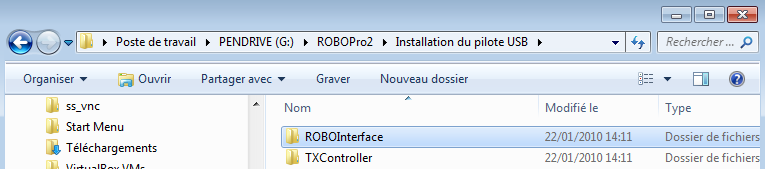 Poste de travail ▸ PENDRIVE (G:) ▸ ROBOPro2 ▸ Installation du pilote USB ▸ Rechercher ...
Organiser Ouvrir Partager avec Graver Nouveau dossier
ss_vnc
Start Menu
Téléchargements
VirtualBox VMs
Nom Modifié le Type
ROBOInterface 22/01/2010 14:11 Dossier de fichiers
TXController 22/01/2010 14:11 Dossier de fichiers